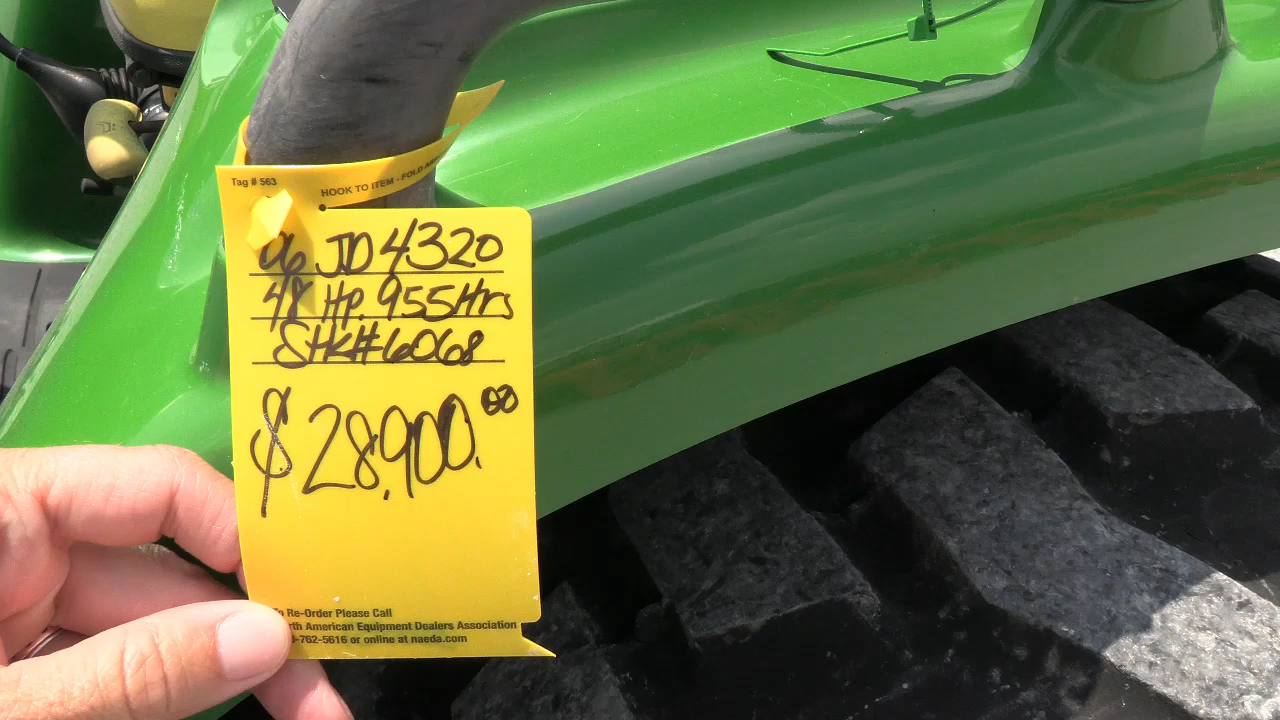 Tag # 563
HOOK TO ITEM - FOLD
06 JD 4320
48 HP. 955Hrs
Stk# 6068
$28,900.00
To Re-Order Please Call
rth American Equipment Dealers Association
-762-5616 or online at naeda.com